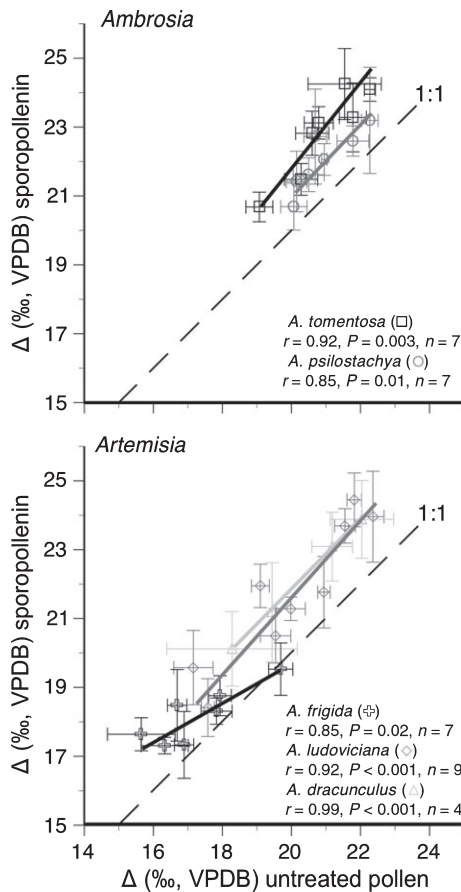 Ambrosia
25
1:1
23
21
19
17
15
Δ (‰, VPDB) sporopollenin
A. tomentosa (□)
r = 0.92, P = 0.003, n = 7
A. psilostachya (○)
r = 0.85, P = 0.01, n = 7
Artemisia
25
1:1
23
21
19
17
15
Δ (‰, VPDB) sporopollenin
A. frigida (✚)
r = 0.85, P = 0.02, n = 7
A. ludoviciana (◇)
r = 0.92, P < 0.001, n = 9
A. dracunculus (△)
r = 0.99, P < 0.001, n = 4
14 16 18 20 22 24
Δ (‰, VPDB) untreated pollen